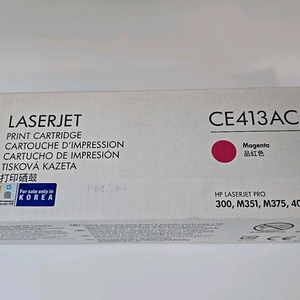 LASERJET
PRINT CARTRIDGE
CARTOUCHE D'IMPRESSION
CARTUCHO DE IMPRESIÓN
TISKOVÁ KAZETA
打印硒鼓
For sale only in
KOREA
CE413AC
Magenta
品紅色
HP LASERJET PRO
300, M351, M375, 40